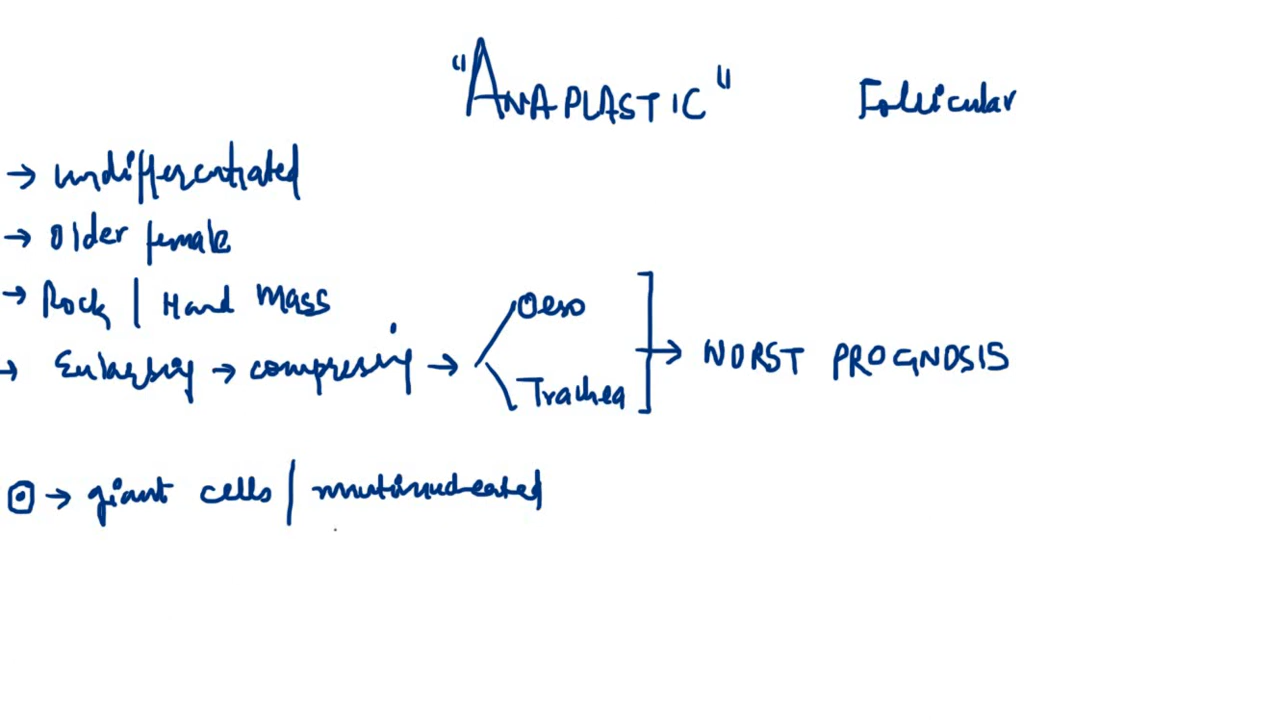 "ANAPLASTIC" Follicular
→ undifferentiated
→ Older female
→ Rock | Hard Mass
→ Enlarging → compressing → Oeso
Trachea
→ WORST PROGNOSIS
→ giant cells | multinucleated